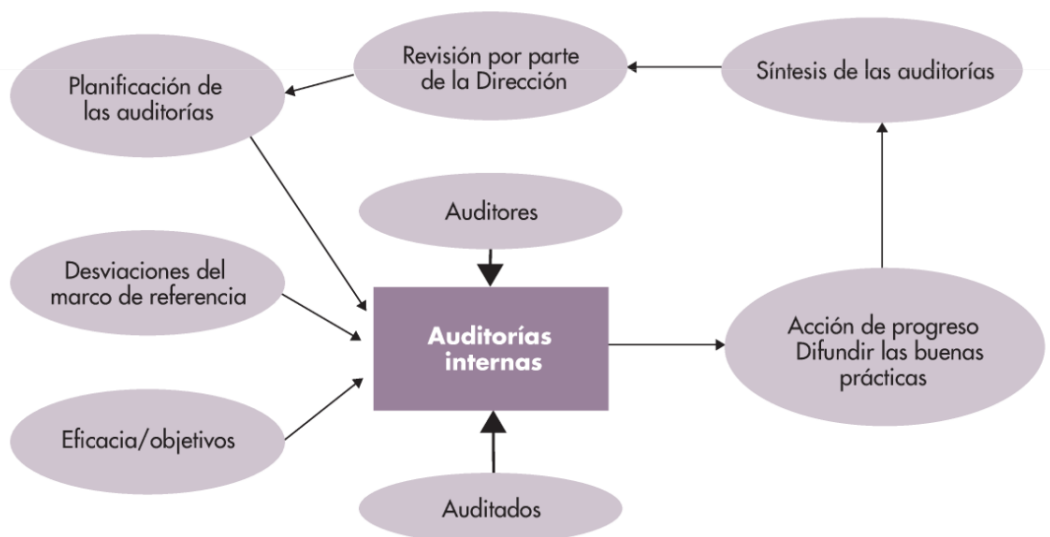 Revisión por parte
de la Dirección
Síntesis de las auditorías
Planificación de
las auditorías
Auditores
Desviaciones del
marco de referencia
Auditorías
internas
Acción de progreso
Difundir las buenas
prácticas
Eficacia/objetivos
Auditados